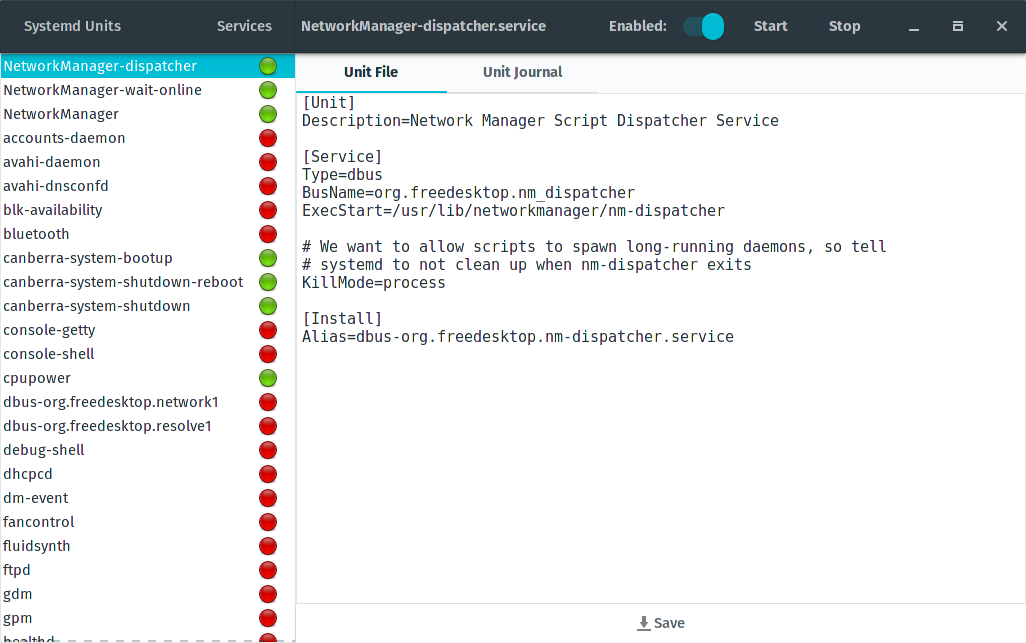 Systemd Units
Services
NetworkManager-dispatcher.service
Enabled:
Start
Stop
NetworkManager-dispatcher
NetworkManager-wait-online
NetworkManager
accounts-daemon
avahi-daemon
avahi-dnsconfd
blk-availability
bluetooth
canberra-system-bootup
canberra-system-shutdown-reboot
canberra-system-shutdown
console-getty
console-shell
cpupower
dbus-org.freedesktop.network1
dbus-org.freedesktop.resolve1
debug-shell
dhcpcd
dm-event
fancontrol
fluidsynth
ftpd
gdm
gpm
healthd
Unit File
Unit Journal
[Unit]
Description=Network Manager Script Dispatcher Service
[Service]
Type=dbus
BusName=org.freedesktop.nm_dispatcher
ExecStart=/usr/lib/networkmanager/nm-dispatcher
# We want to allow scripts to spawn long-running daemons, so tell
# systemd to not clean up when nm-dispatcher exits
KillMode=process
[Install]
Alias=dbus-org.freedesktop.nm-dispatcher.service
Save